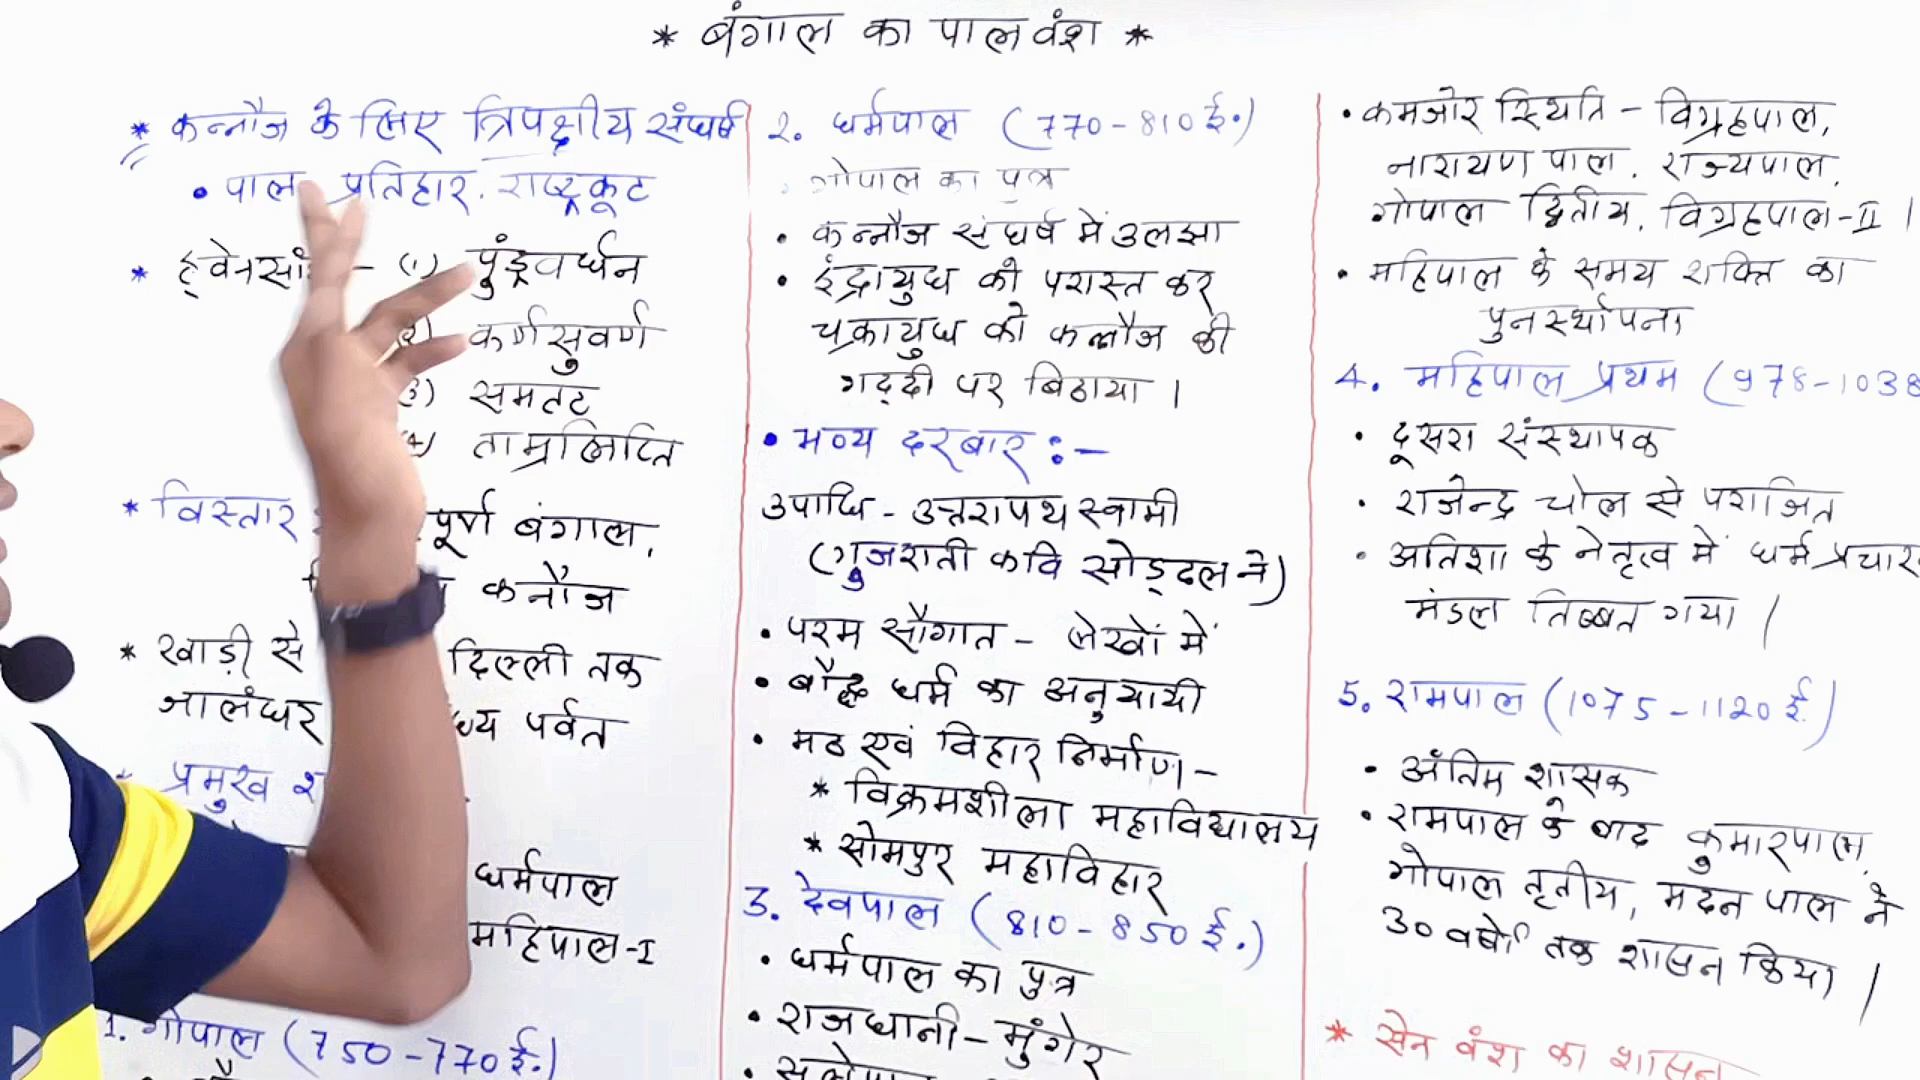 * बंगाल का पालवंश *
* कन्नौज के लिए त्रिपक्षीय संघर्ष
• पाल, प्रतिहार, राष्ट्रकूट
* ह्वेनसां - (1) पुंड्रवर्धन
(2) कर्णसुवर्ण
(3) समतट
(4) ताम्रलिप्ति
* विस्तार पूर्ण बंगाल,
कनौज
* खाड़ी से दिल्ली तक
जालंधर ध्य पर्वत
* प्रमुख
धर्मपाल
महिपाल-I
1. गोपाल (750-770 ई.)
2. धर्मपाल (770-810 ई.)
• गोपाल का पुत्र
• कन्नौज संघर्ष में उलझा
• इंद्रायुध को परास्त कर
चक्रायुध को कन्नौज की
गद्दी पर बिठाया ।
• भव्य दरबार :-
उपाधि - उत्तरापथ स्वामी
(गुजराती कवि सोड्दल ने)
• परम सौगात - लेखों में
• बौद्ध धर्म का अनुयायी
• मठ एवं विहार निर्माण -
* विक्रमशीला महाविद्यालय
* सोमपुर महाविहार
3. देवपाल (810-850 ई.)
• धर्मपाल का पुत्र
• राजधानी - मुंगेर
• कमजोर स्थिति - विग्रहपाल,
नारायण पाल, राज्यपाल,
गोपाल द्वितीय, विग्रहपाल-II ।
• महिपाल के समय शक्ति का
पुनर्स्थापना
4. महिपाल प्रथम (978-1038
• दूसरा संस्थापक
• राजेन्द्र चोल से पराजित
• अतिशा के नेतृत्व में धर्म प्रचार
मंडल तिब्बत गया ।
5. रामपाल (1075-1120 ई.)
• अंतिम शासक
• रामपाल के बाद कुमारपाल,
गोपाल तृतीय, मदन पाल ने
30 वर्षों तक शासन किया ।
* सेन वंश का शासन